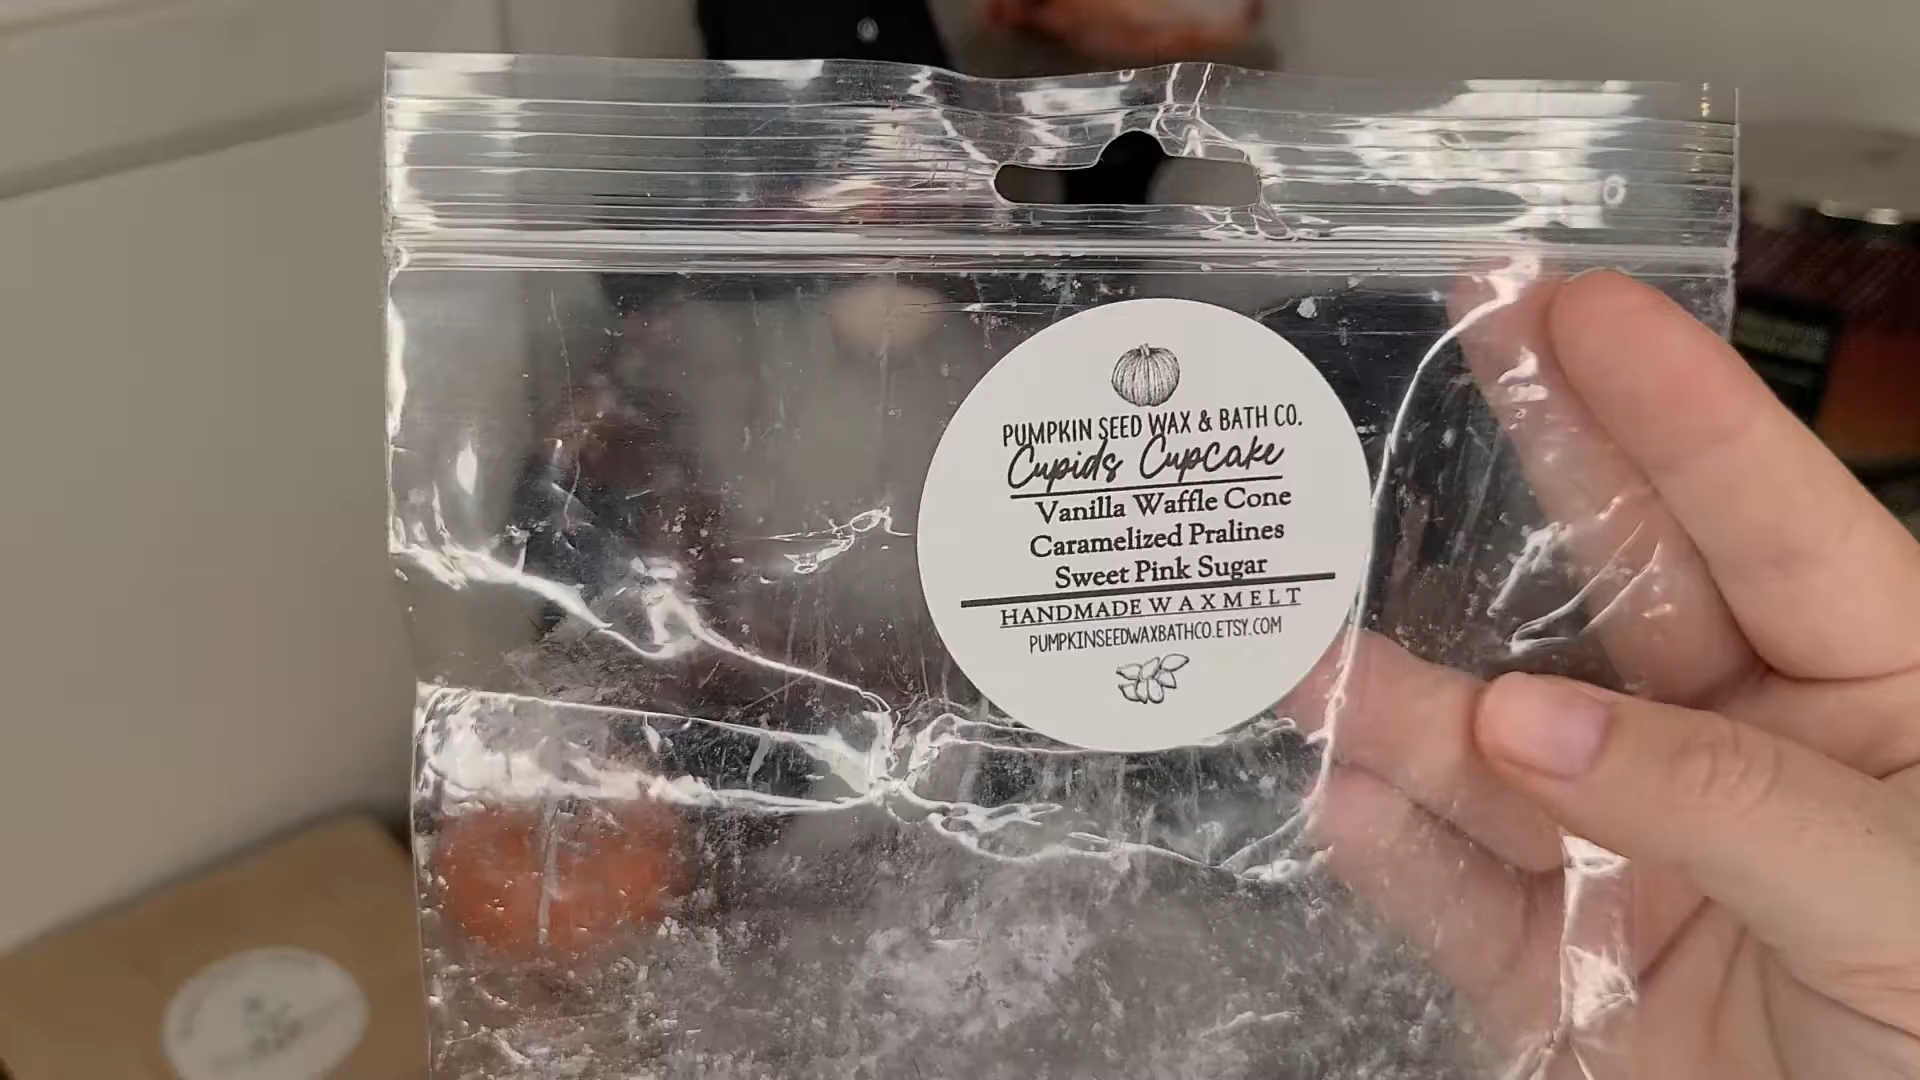 PUMPKIN SEED WAX & BATH CO.
Cupids Cupcake
Vanilla Waffle Cone
Caramelized Pralines
Sweet Pink Sugar
HANDMADE WAXMELT
PUMPKINSEEDWAXBATHCO.ETSY.COM